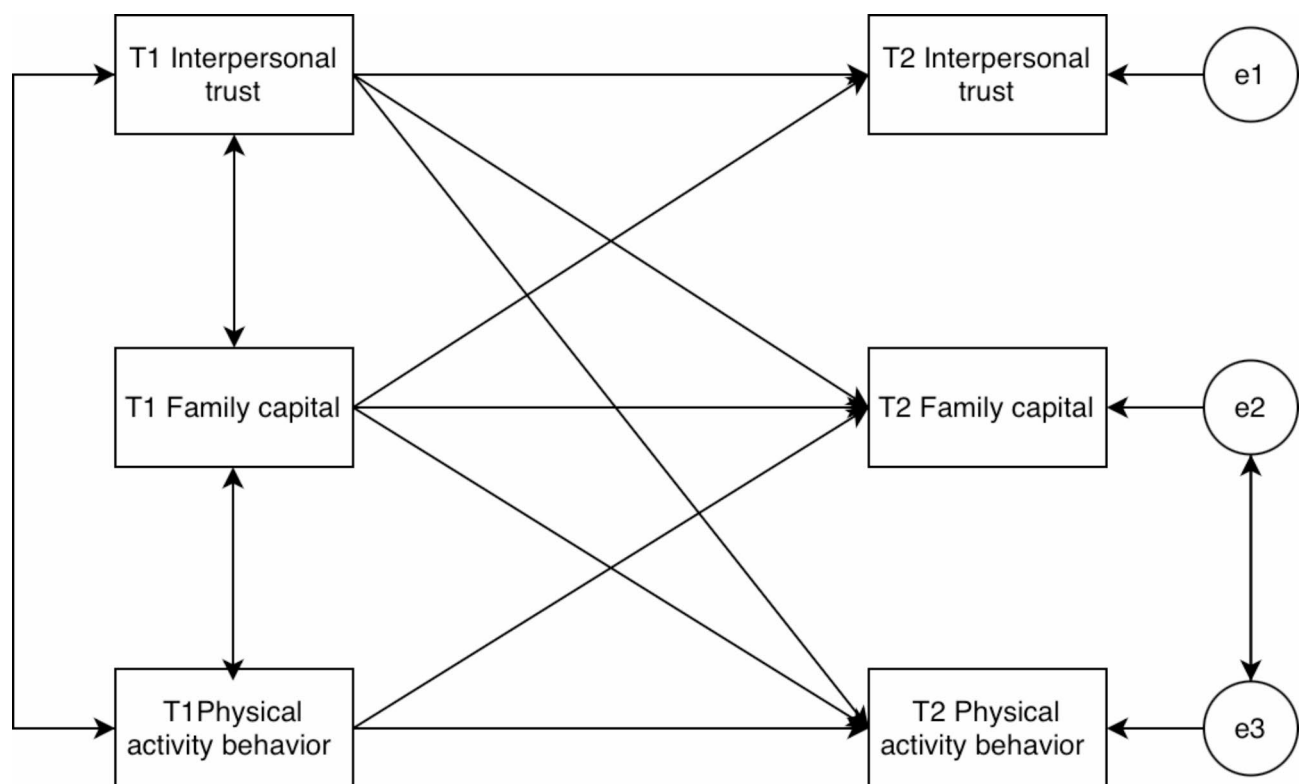 T1 Interpersonal
trust
T2 Interpersonal
trust
e1
T1 Family capital
T2 Family capital
e2
T1Physical
activity behavior
T2 Physical
activity behavior
e3